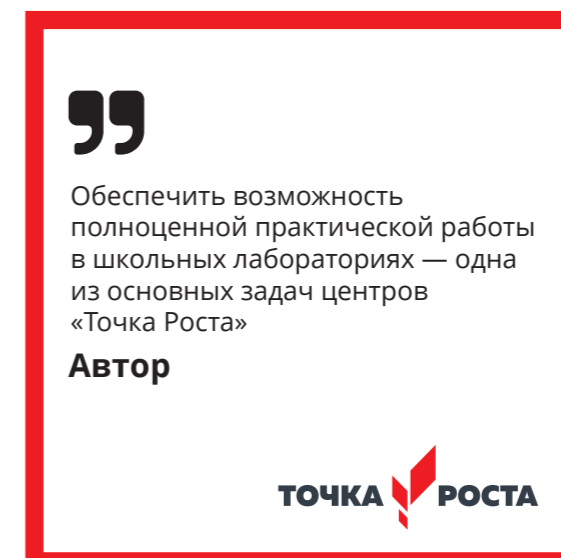 Обеспечить возможность
полноценной практической работы
в школьных лабораториях — одна
из основных задач центров
«Точка Роста»
Автор
ТОЧКА РОСТА